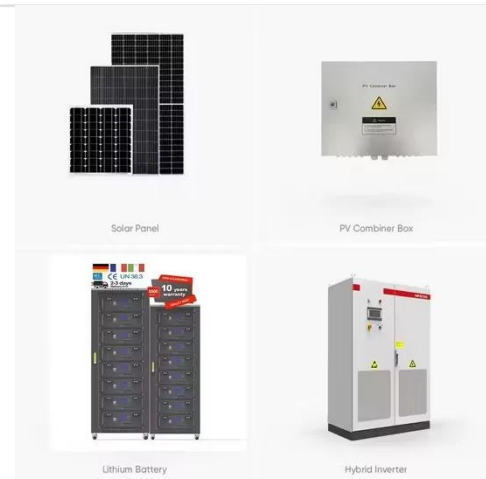 PV Combiner Box
Solar Panel
PV Combiner Box
CE UN38.3
2-3 days
10 years
warranty
Lithium Battery
Hybrid Inverter